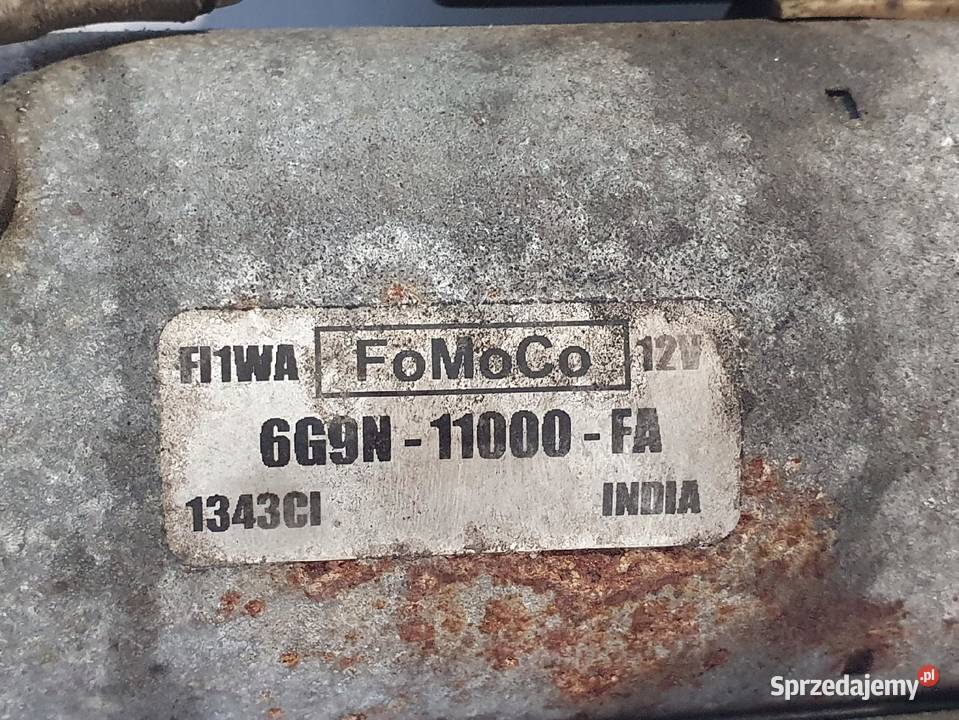 FI1WA FoMoCo 12V
6G9N - 11000 - FA
1343CI INDIA
Sprzedajemy.pl